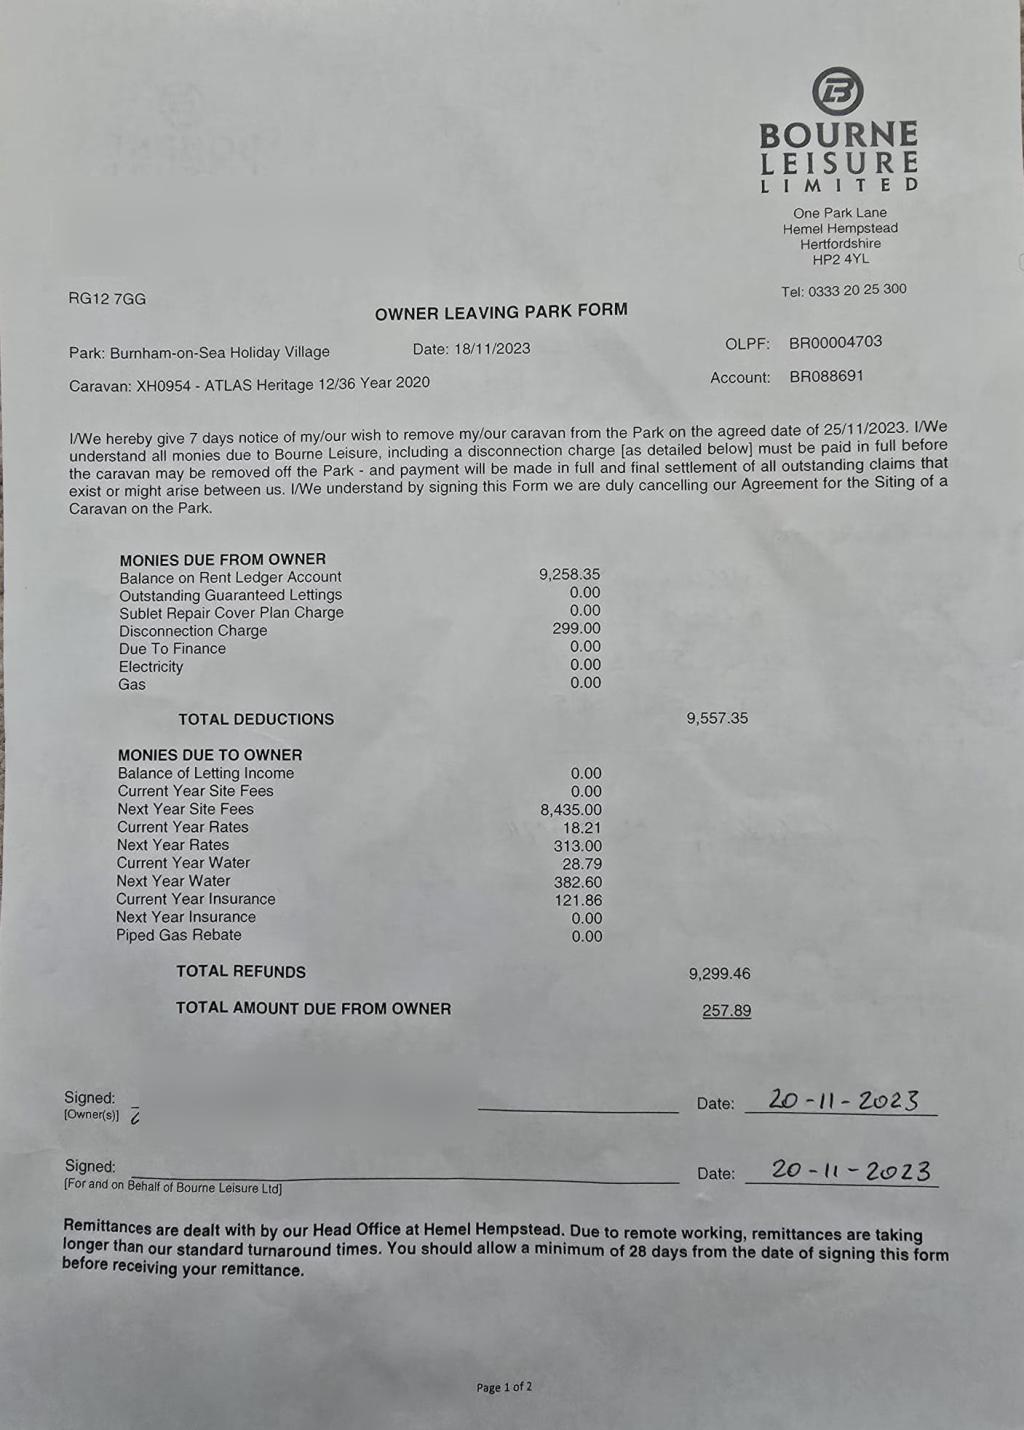 BOURNE
LEISURE
LIMITED
One Park Lane
Hemel Hempstead
Hertfordshire
HP2 4YL
Tel: 0333 20 25 300
RG12 7GG
OWNER LEAVING PARK FORM
Park: Burnham-on-Sea Holiday Village Date: 18/11/2023 OLPF: BR00004703
Caravan: XH0954 - ATLAS Heritage 12/36 Year 2020 Account: BR088691
I/We hereby give 7 days notice of my/our wish to remove my/our caravan from the Park on the agreed date of 25/11/2023. I/We
understand all monies due to Bourne Leisure, including a disconnection charge [as detailed below] must be paid in full before
the caravan may be removed off the Park - and payment will be made in full and final settlement of all outstanding claims that
exist or might arise between us. I/We understand by signing this Form we are duly cancelling our Agreement for the Siting of a
Caravan on the Park.
MONIES DUE FROM OWNER
Balance on Rent Ledger Account 9,258.35
Outstanding Guaranteed Lettings 0.00
Sublet Repair Cover Plan Charge 0.00
Disconnection Charge 299.00
Due To Finance 0.00
Electricity 0.00
Gas 0.00
TOTAL DEDUCTIONS 9,557.35
MONIES DUE TO OWNER
Balance of Letting Income 0.00
Current Year Site Fees 0.00
Next Year Site Fees 8,435.00
Current Year Rates 18.21
Next Year Rates 313.00
Current Year Water 28.79
Next Year Water 382.60
Current Year Insurance 121.86
Next Year Insurance 0.00
Piped Gas Rebate 0.00
TOTAL REFUNDS 9,299.46
TOTAL AMOUNT DUE FROM OWNER 257.89
Signed: Date: 20-11-2023
[Owner(s)]
Signed: Date: 20-11-2023
[For and on Behalf of Bourne Leisure Ltd]
Remittances are dealt with by our Head Office at Hemel Hempstead. Due to remote working, remittances are taking
longer than our standard turnaround times. You should allow a minimum of 28 days from the date of signing this form
before receiving your remittance.
Page 1 of 2